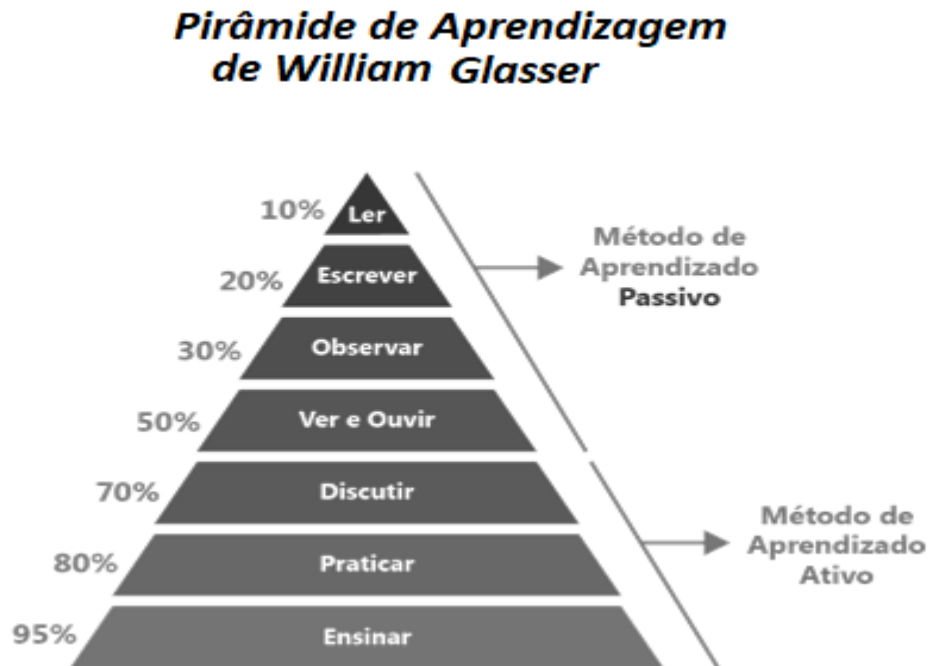 Pirâmide de Aprendizagem
de William Glasser
10%
Ler
20%
Escrever
30%
Observar
50%
Ver e Ouvir
70%
Discutir
80%
Praticar
95%
Ensinar
Método de
Aprendizado
Passivo
Método de
Aprendizado
Ativo